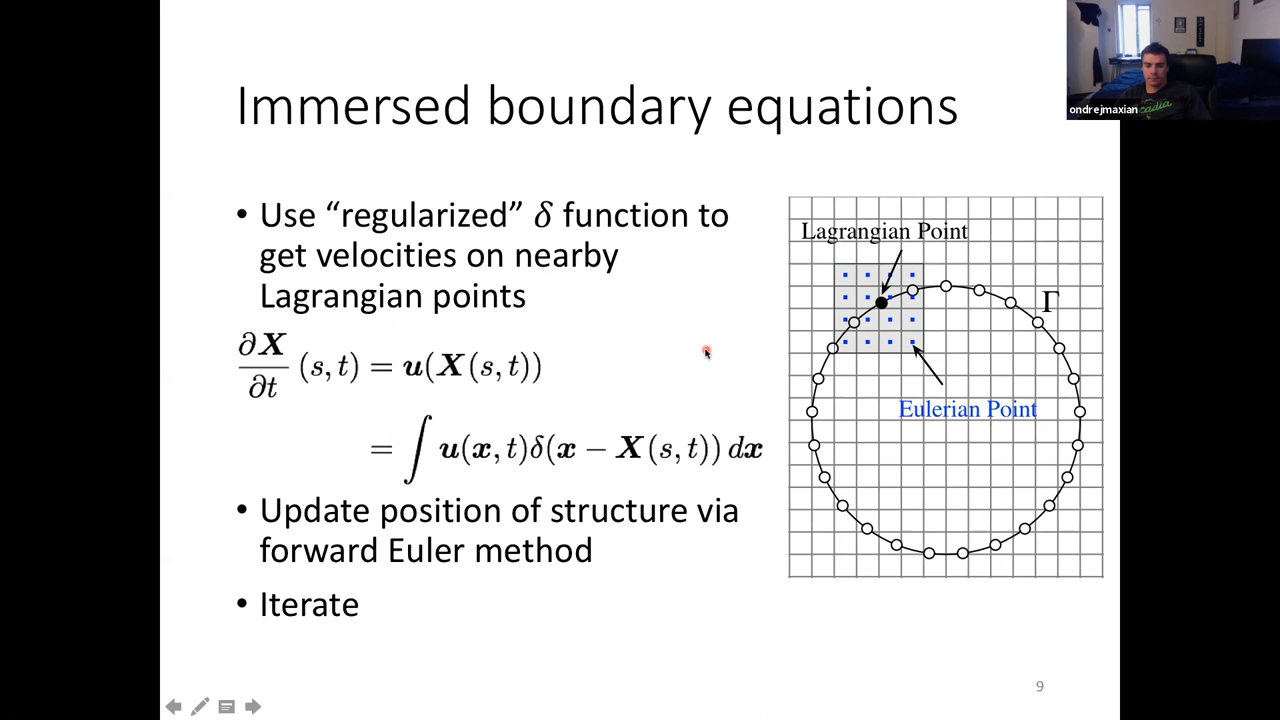 Immersed boundary equations
• Use “regularized” δ function to
get velocities on nearby
Lagrangian points
∂X/∂t (s, t) = u(X(s, t))
= ∫ u(x, t)δ(x − X(s, t)) dx
• Update position of structure via
forward Euler method
• Iterate
Lagrangian Point
Γ
Eulerian Point
9
ondrejmaxian
cadia